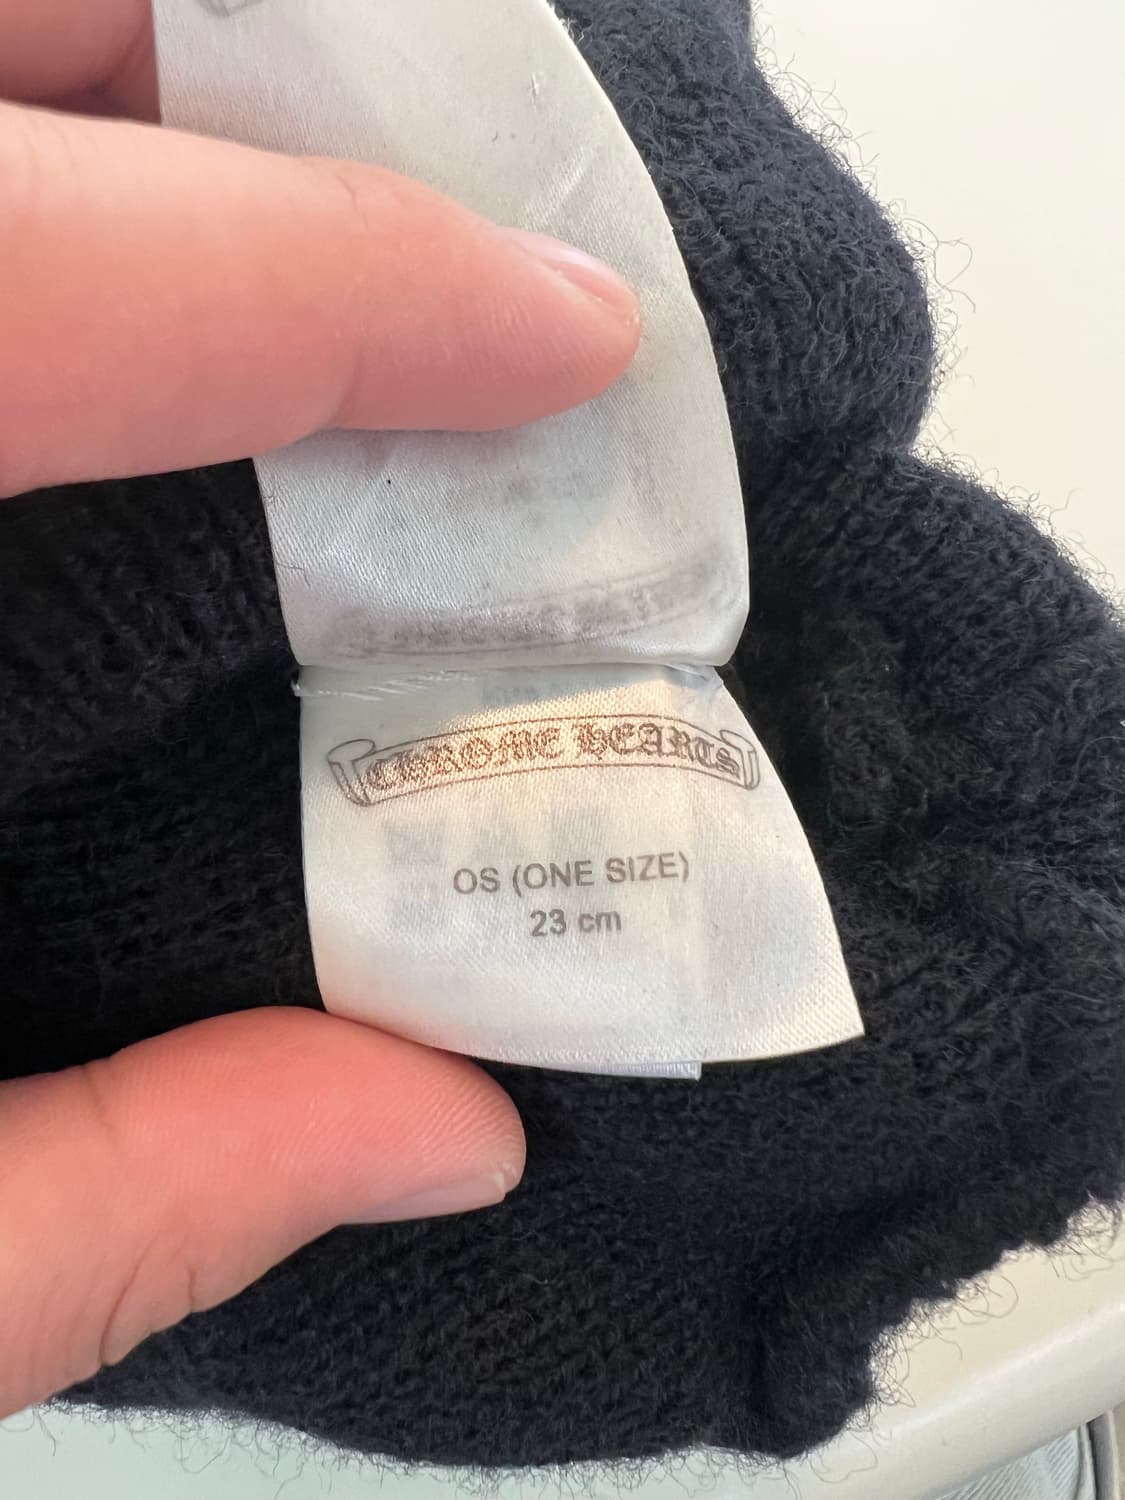 CHROME HEARTS
OS (ONE SIZE)
23 cm